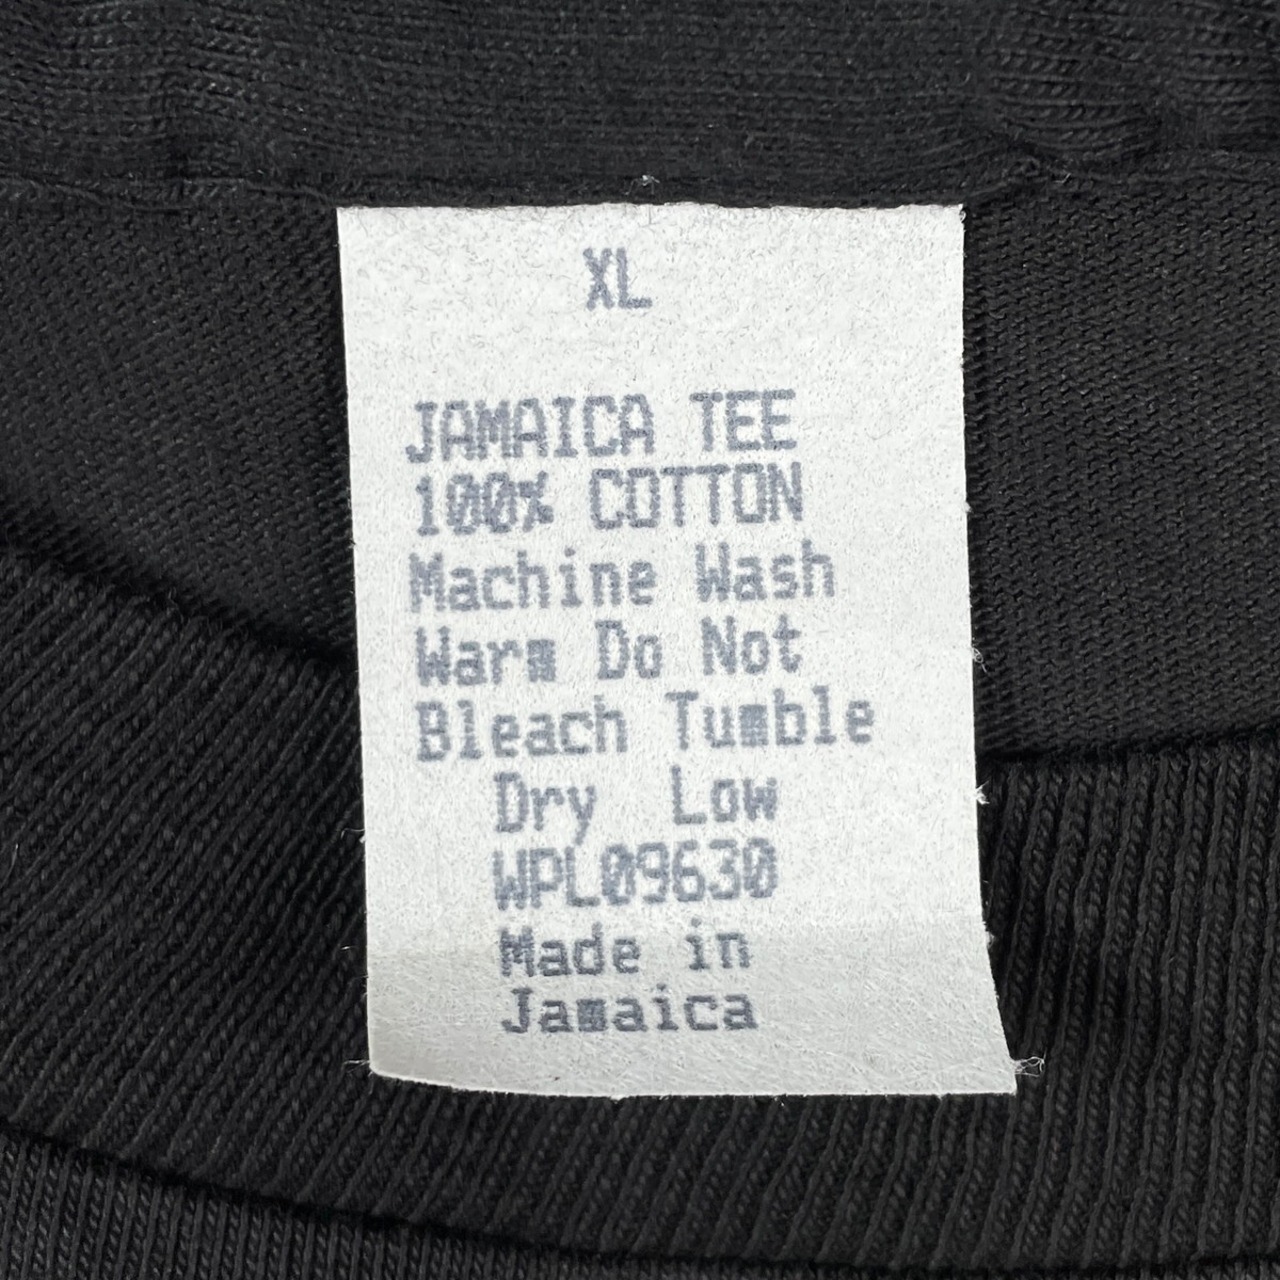 XL
JAMAICA TEE
100% COTTON
Machine Wash
Warm Do Not
Bleach Tumble
Dry Low
WPL09630
Made in
Jamaica